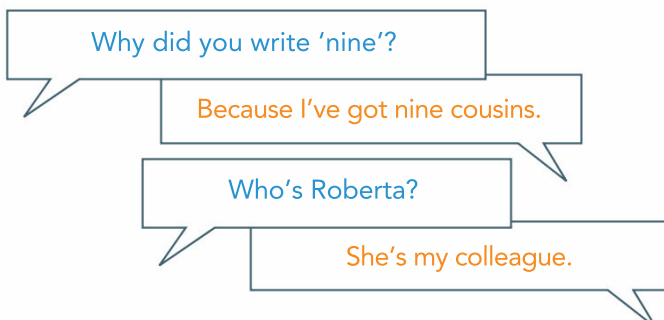 Why did you write ‘nine’?
Because I’ve got nine cousins.
Who’s Roberta?
She’s my colleague.